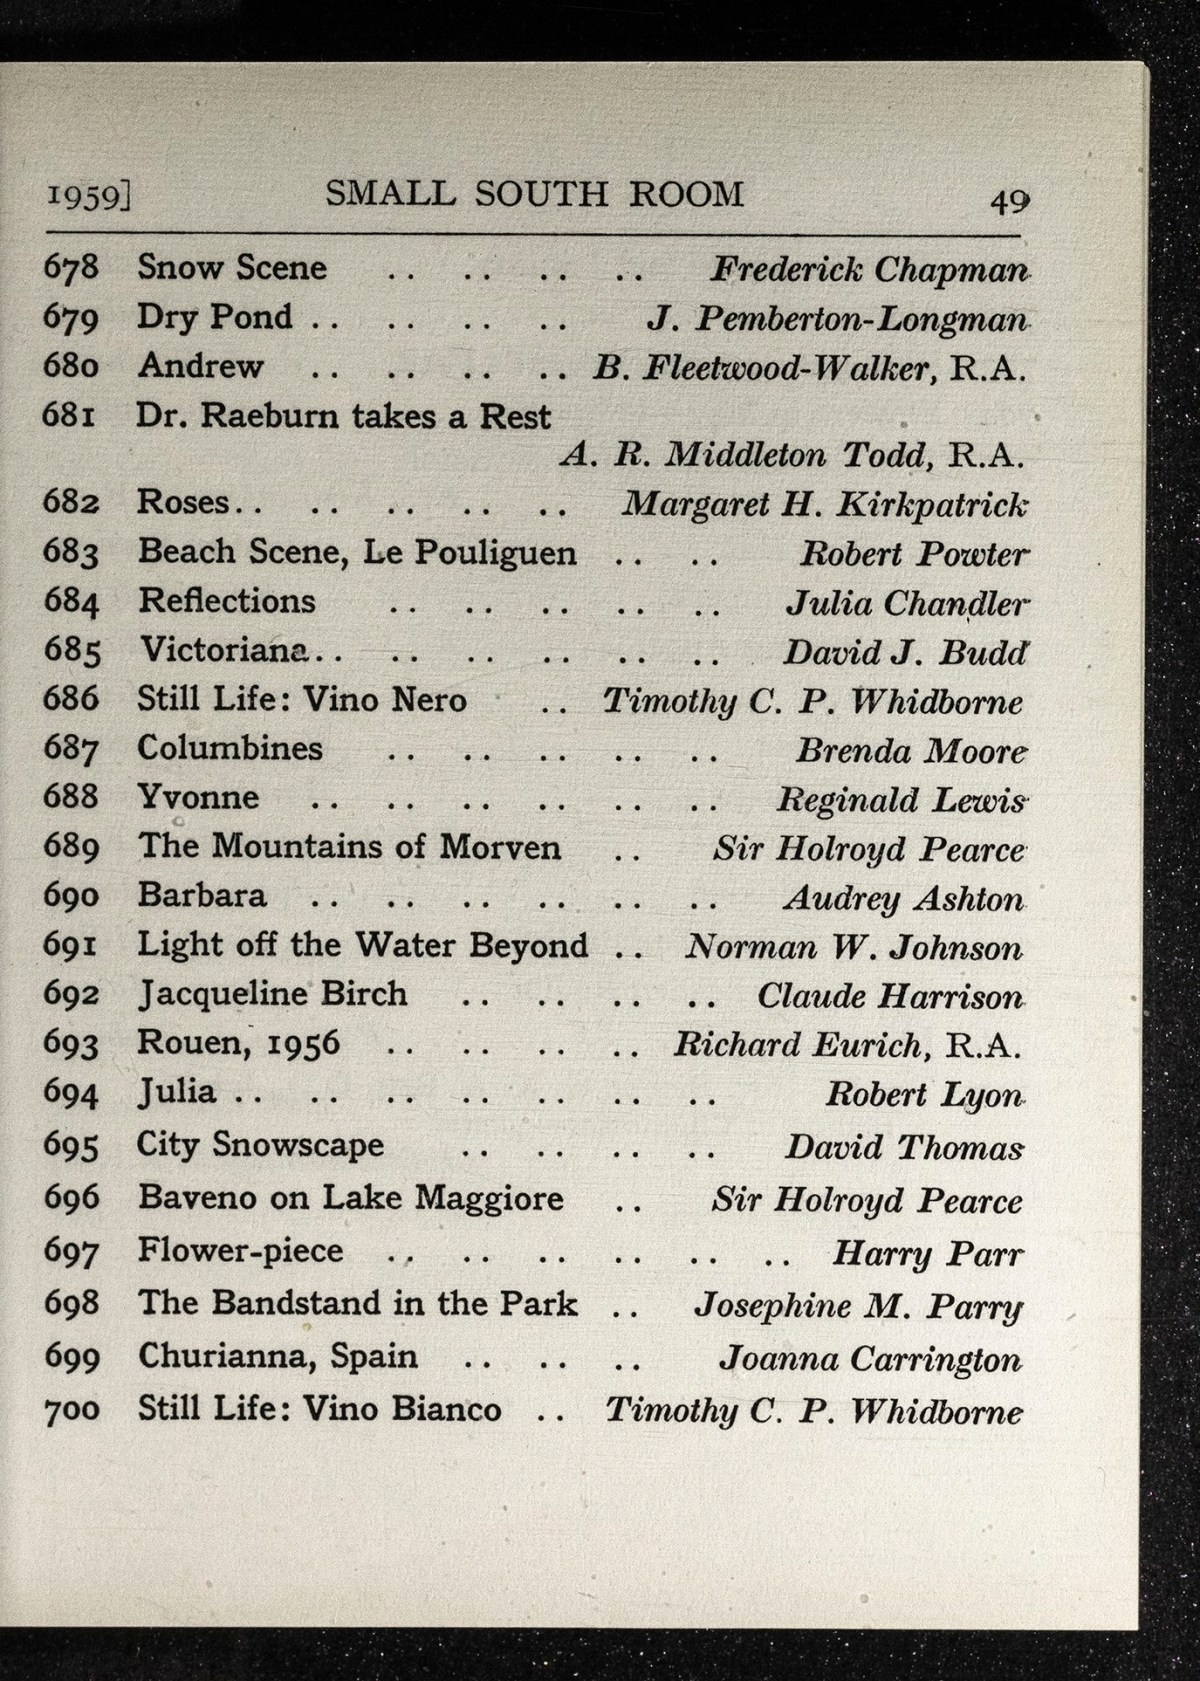 1959] SMALL SOUTH ROOM 49
678 Snow Scene .. .. .. .. Frederick Chapman
679 Dry Pond .. .. .. .. J. Pemberton-Longman
680 Andrew .. .. .. .. B. Fleetwood-Walker, R.A.
681 Dr. Raeburn takes a Rest
A. R. Middleton Todd, R.A.
682 Roses .. .. .. .. .. Margaret H. Kirkpatrick
683 Beach Scene, Le Pouliguen .. .. Robert Powter
684 Reflections .. .. .. .. .. Julia Chandler
685 Victoriana .. .. .. .. .. .. David J. Budd
686 Still Life: Vino Nero .. Timothy C. P. Whidborne
687 Columbines .. .. .. .. .. Brenda Moore
688 Yvonne .. .. .. .. .. .. Reginald Lewis
689 The Mountains of Morven .. Sir Holroyd Pearce
690 Barbara .. .. .. .. .. .. Audrey Ashton
691 Light off the Water Beyond .. Norman W. Johnson
692 Jacqueline Birch .. .. .. .. Claude Harrison
693 Rouen, 1956 .. .. .. .. Richard Eurich, R.A.
694 Julia .. .. .. .. .. .. .. Robert Lyon
695 City Snowscape .. .. .. .. David Thomas
696 Baveno on Lake Maggiore .. Sir Holroyd Pearce
697 Flower-piece .. .. .. .. .. .. Harry Parr
698 The Bandstand in the Park .. Josephine M. Parry
699 Churianna, Spain .. .. .. Joanna Carrington
700 Still Life: Vino Bianco .. Timothy C. P. Whidborne